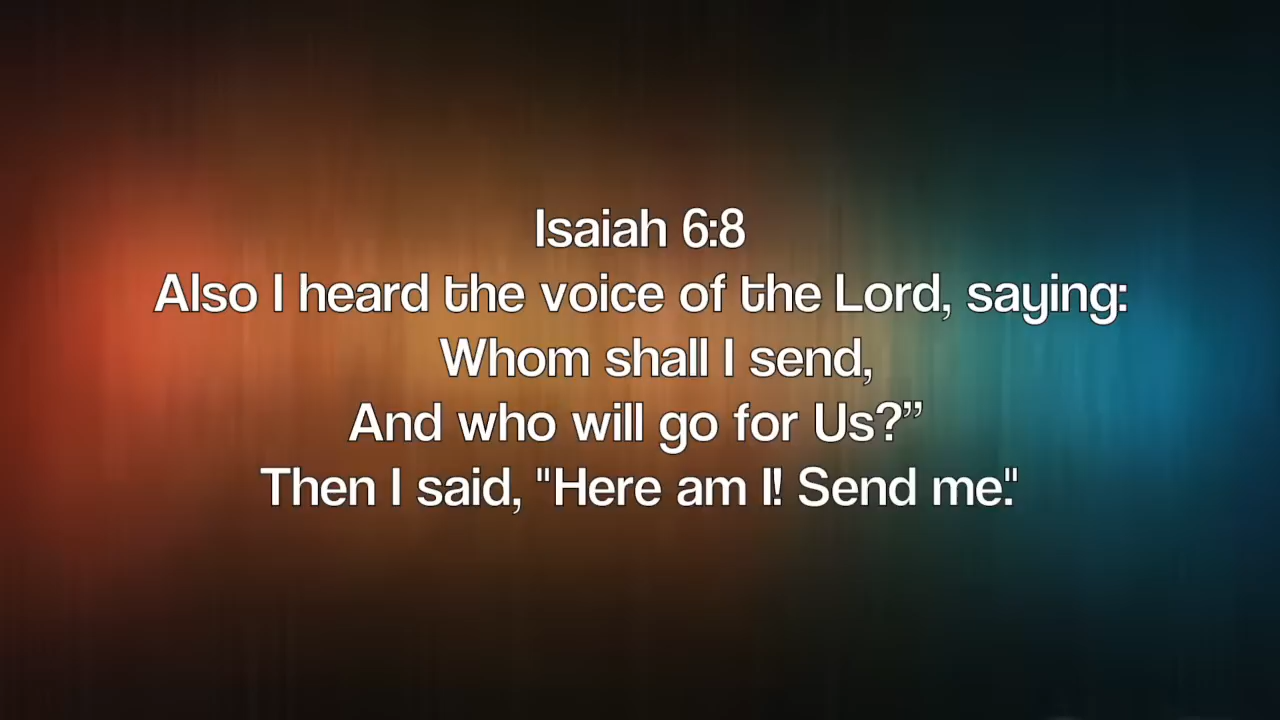 Isaiah 6:8
Also I heard the voice of the Lord, saying:
Whom shall I send,
And who will go for Us?”
Then I said, "Here am I! Send me."